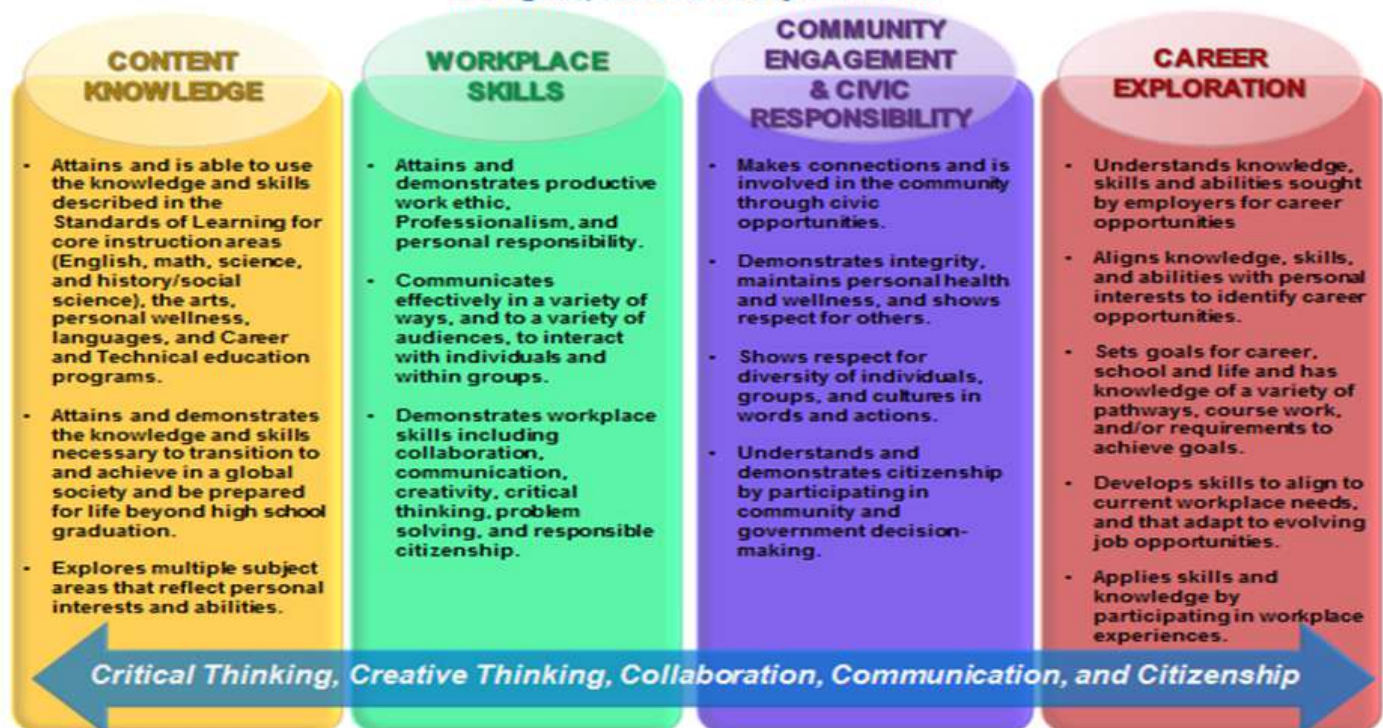 CONTENT
KNOWLEDGE
• Attains and is able to use
the knowledge and skills
described in the
Standards of Learning for
core instruction areas
(English, math, science,
and history/social
science), the arts,
personal wellness,
languages, and Career
and Technical education
programs.
• Attains and demonstrates
the knowledge and skills
necessary to transition to
and achieve in a global
society and be prepared
for life beyond high school
graduation.
• Explores multiple subject
areas that reflect personal
interests and abilities.
WORKPLACE
SKILLS
• Attains and
demonstrates productive
work ethic,
Professionalism, and
personal responsibility.
• Communicates
effectively in a variety of
ways, and to a variety of
audiences, to interact
with individuals and
within groups.
• Demonstrates workplace
skills including
collaboration,
communication,
creativity, critical
thinking, problem
solving, and responsible
citizenship.
COMMUNITY
ENGAGEMENT
& CIVIC
RESPONSIBILITY
• Makes connections and is
involved in the community
through civic
opportunities.
• Demonstrates integrity,
maintains personal health
and wellness, and shows
respect for others.
• Shows respect for
diversity of individuals,
groups, and cultures in
words and actions.
• Understands and
demonstrates citizenship
by participating in
community and
government decision-
making.
CAREER
EXPLORATION
• Understands knowledge,
skills and abilities sought
by employers for career
opportunities
• Aligns knowledge, skills,
and abilities with personal
interests to identify career
opportunities.
• Sets goals for career,
school and life and has
knowledge of a variety of
pathways, course work,
and/or requirements to
achieve goals.
• Develops skills to align to
current workplace needs,
and that adapt to evolving
job opportunities.
• Applies skills and
knowledge by
participating in workplace
experiences.
Critical Thinking, Creative Thinking, Collaboration, Communication, and Citizenship